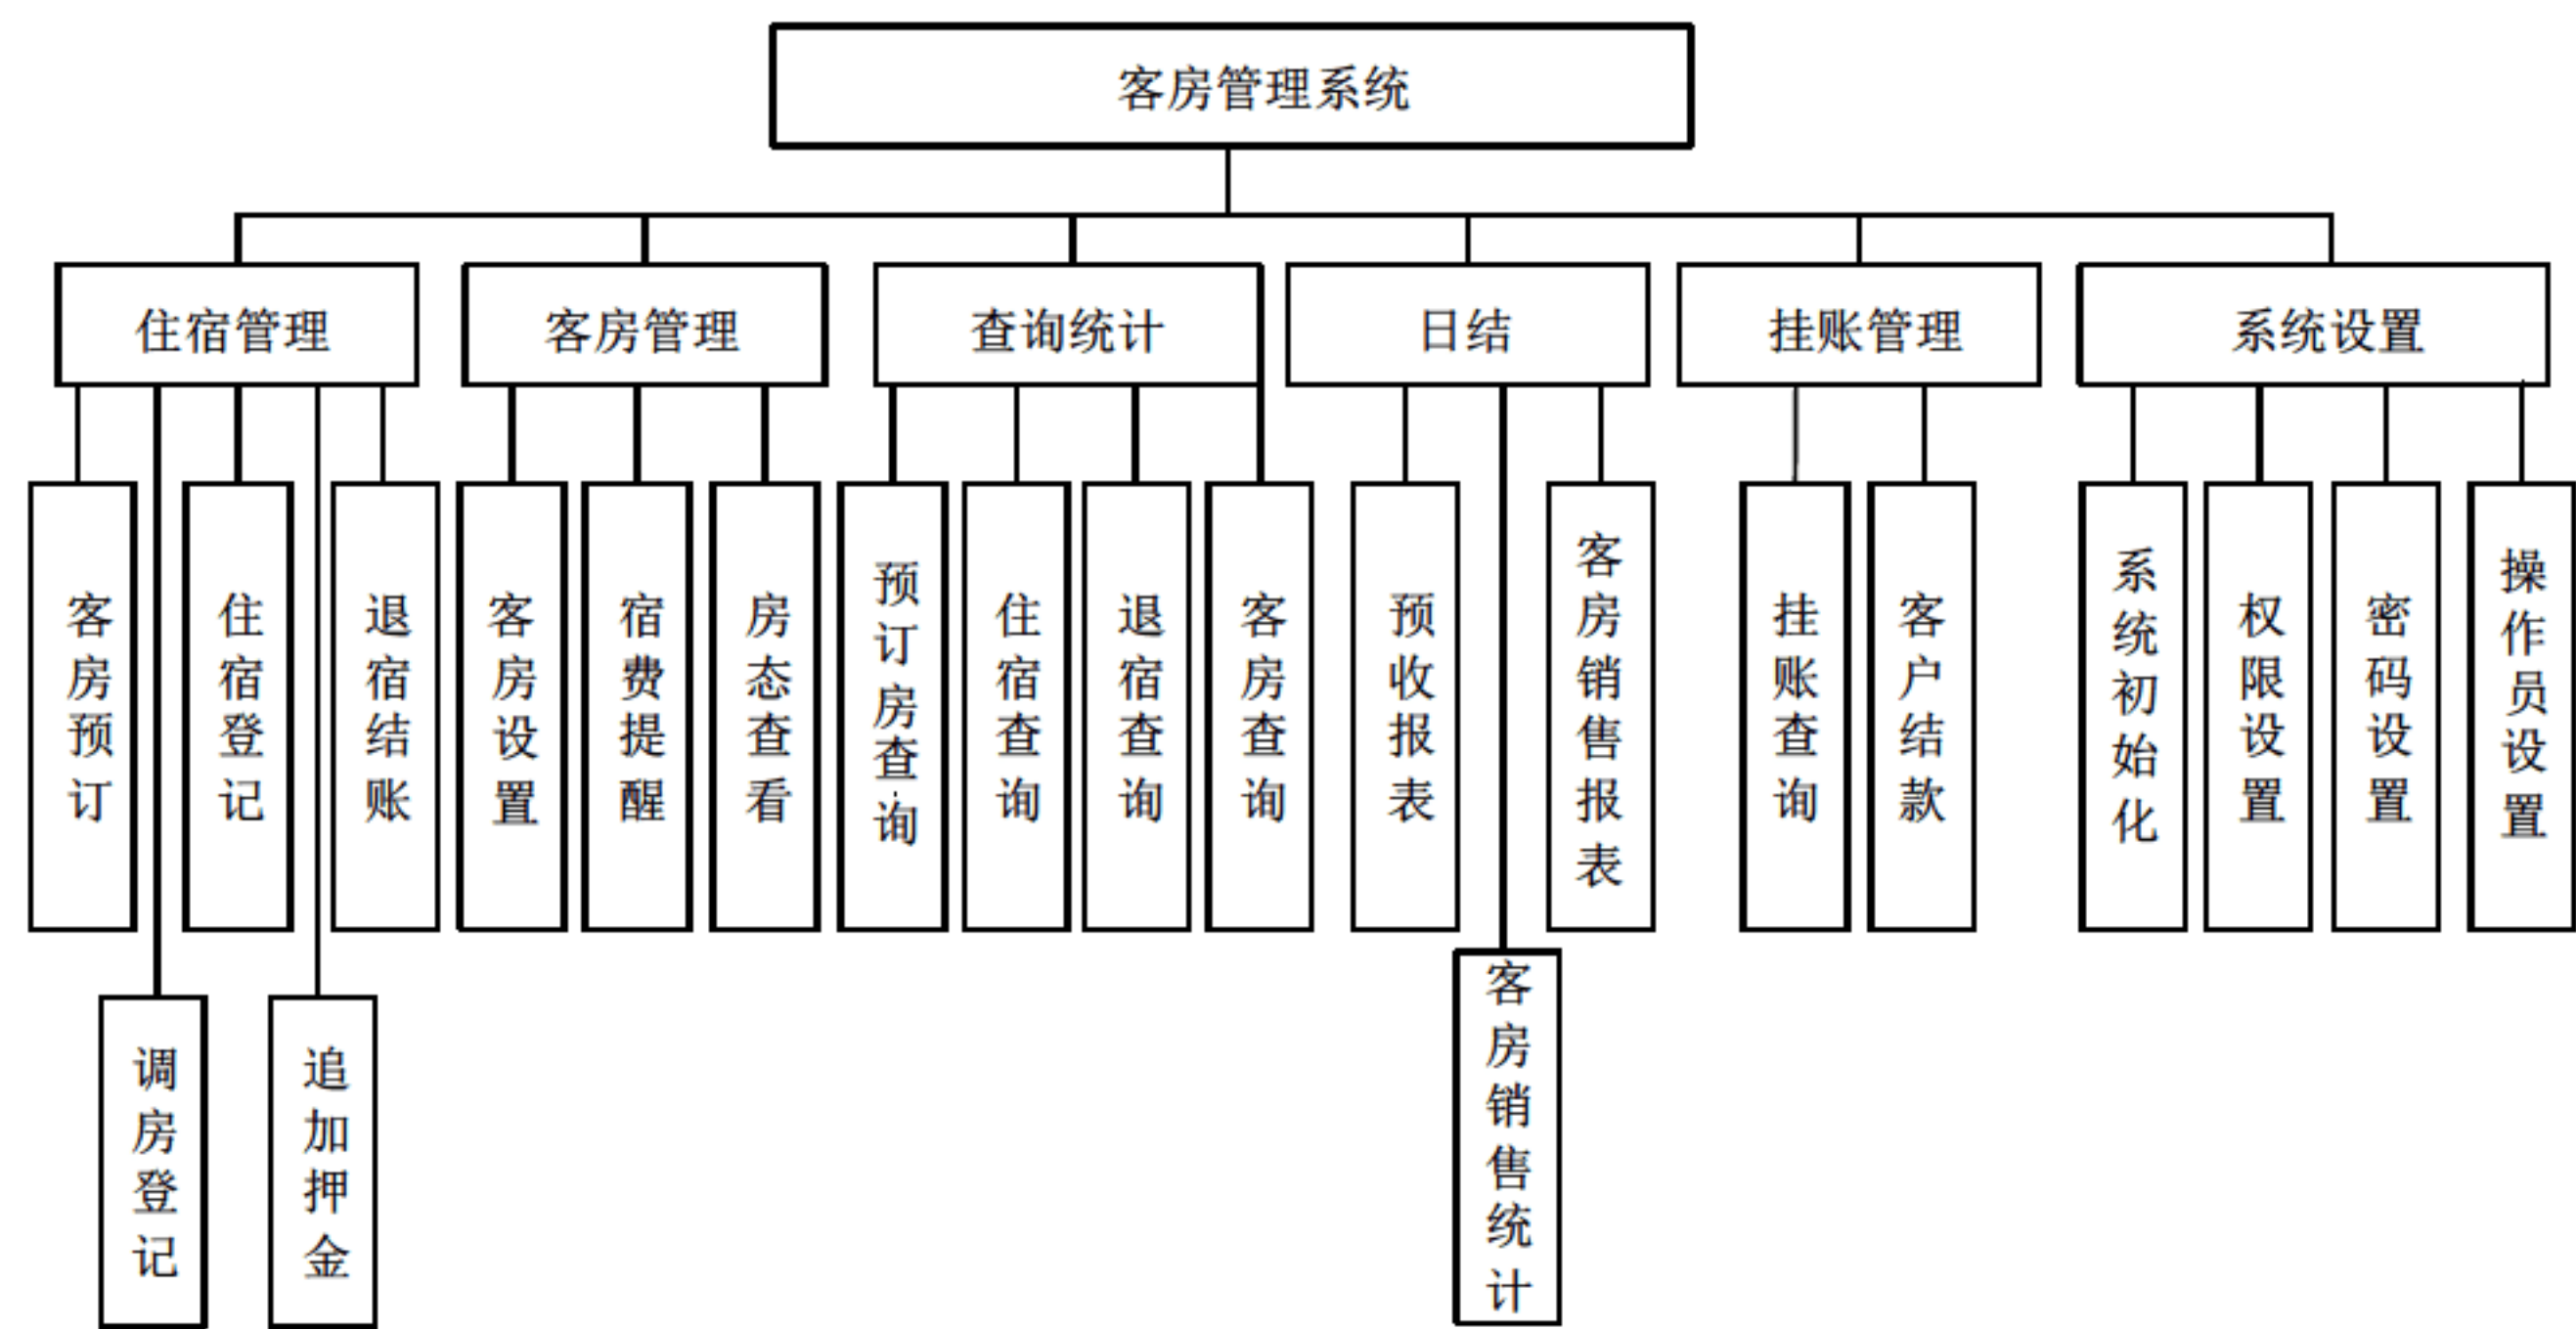 客房管理系统
住宿管理
客房管理
查询统计
日结
挂账管理
系统设置
客房预订
住宿登记
退宿结账
客房设置
宿费提醒
房态查看
预订房查询
住宿查询
退宿查询
客房查询
预收报表
客房销售报表
挂账查询
客户结款
系统初始化
权限设置
密码设置
操作员设置
调房登记
追加押金
客房销售统计